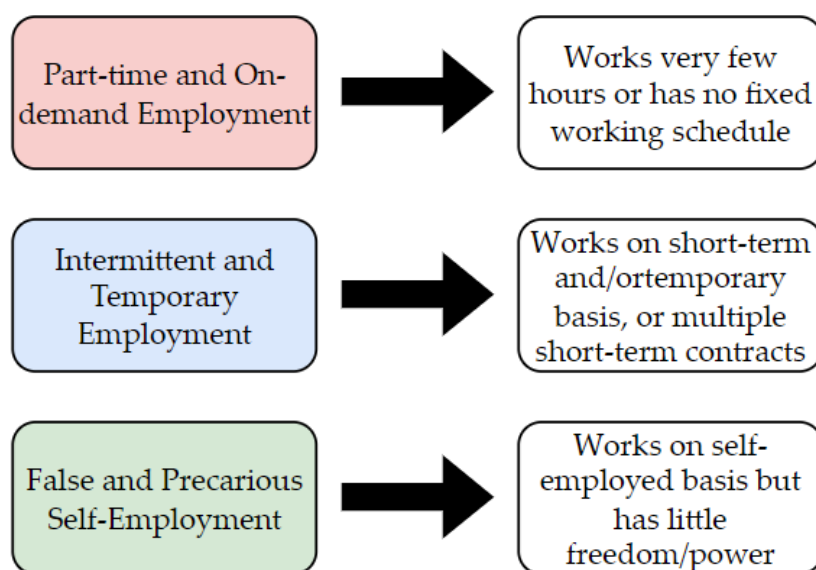 Part-time and On-
demand Employment
Works very few
hours or has no fixed
working schedule
Intermittent and
Temporary
Employment
Works on short-term
and/ortemporary
basis, or multiple
short-term contracts
False and Precarious
Self-Employment
Works on self-
employed basis but
has little
freedom/power